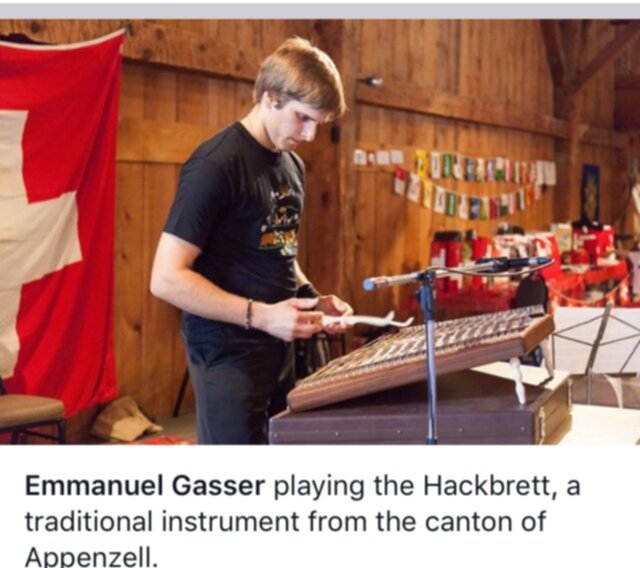 Emmanuel Gasser playing the Hackbrett, a
traditional instrument from the canton of
Appenzell.